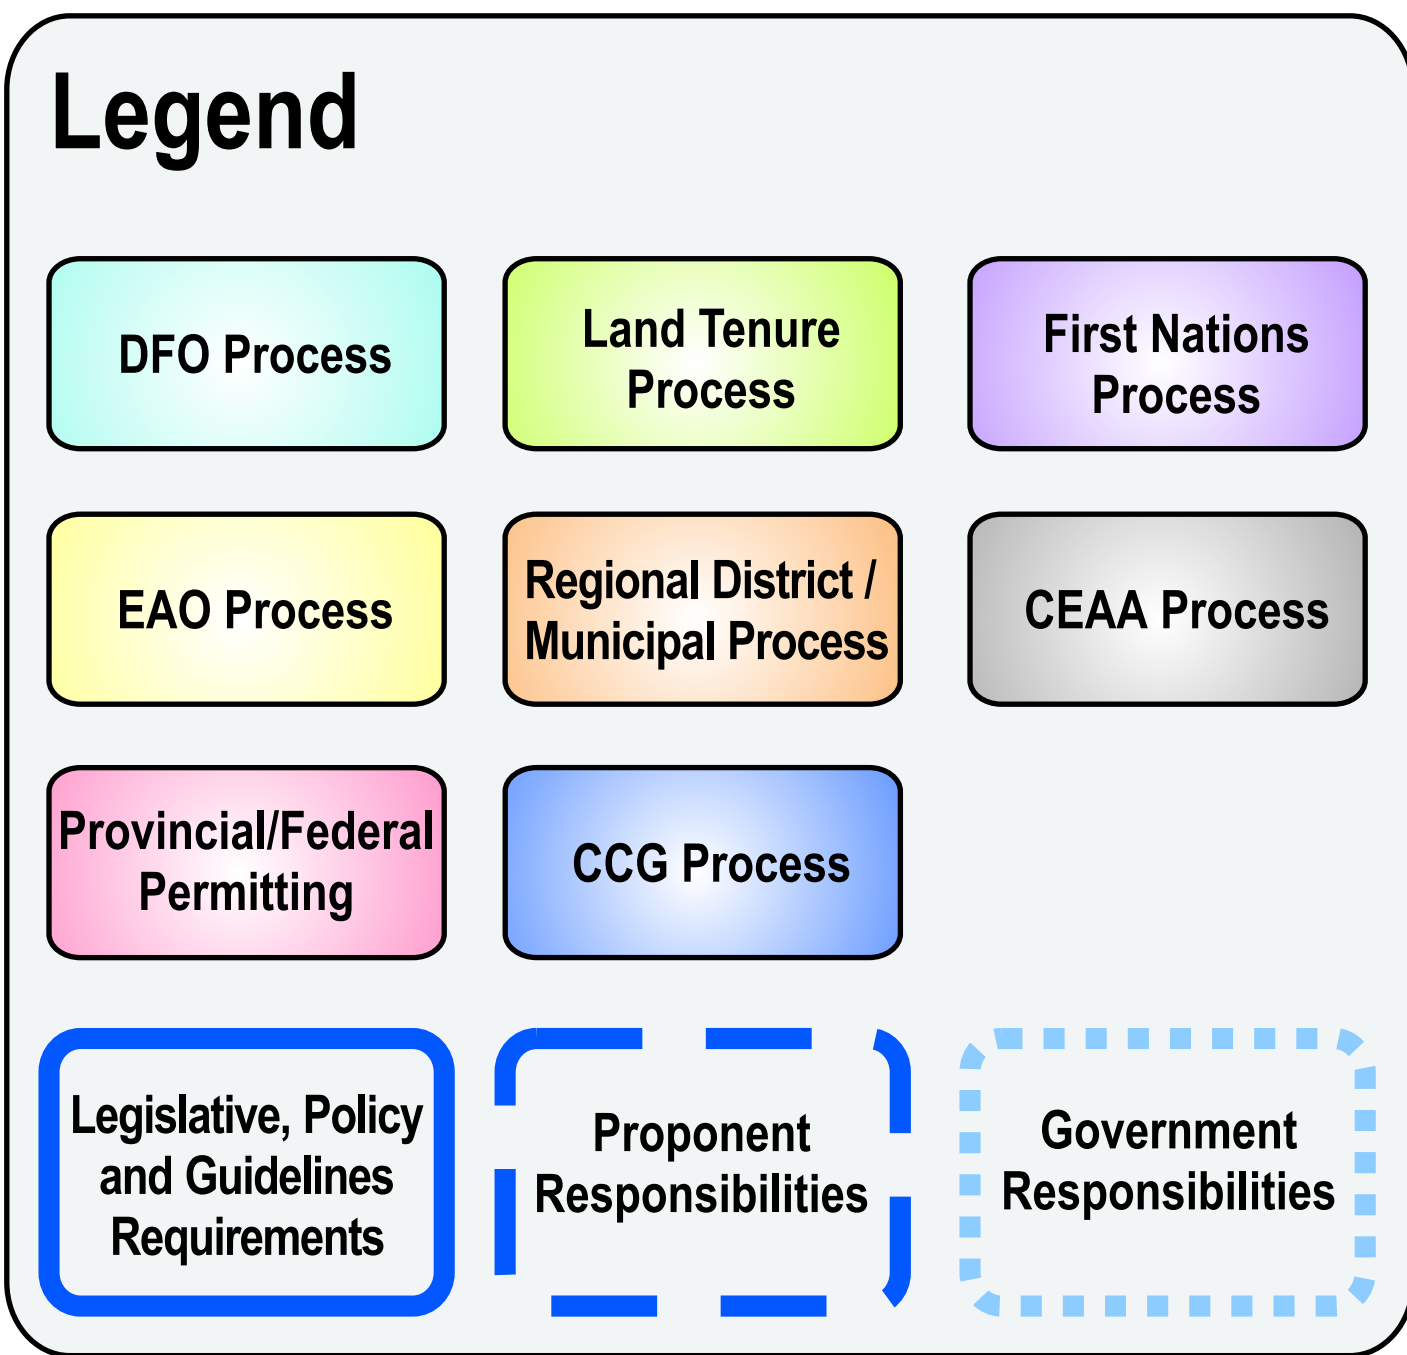 Legend
DFO Process
Land Tenure
Process
First Nations
Process
EAO Process
Regional District /
Municipal Process
CEAA Process
Provincial/Federal
Permitting
CCG Process
Legislative, Policy
and Guidelines
Requirements
Proponent
Responsibilities
Government
Responsibilities